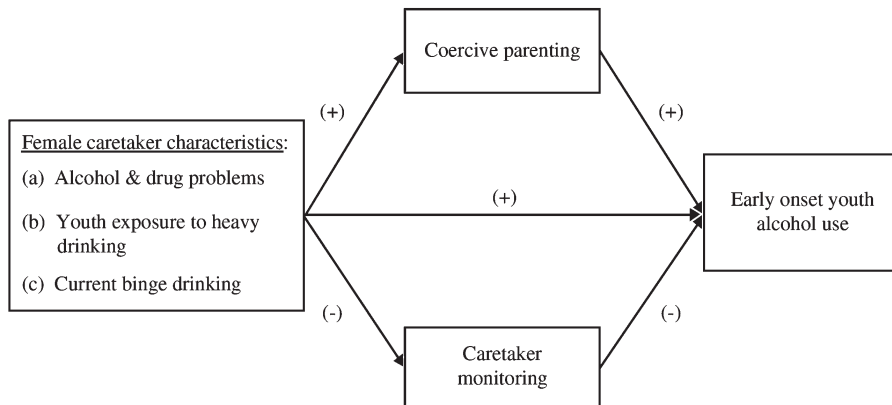 Coercive parenting
(+)
(+)
Female caretaker characteristics:
(a) Alcohol & drug problems
(b) Youth exposure to heavy
drinking
(c) Current binge drinking
(+)
Early onset youth
alcohol use
(-)
(-)
Caretaker
monitoring